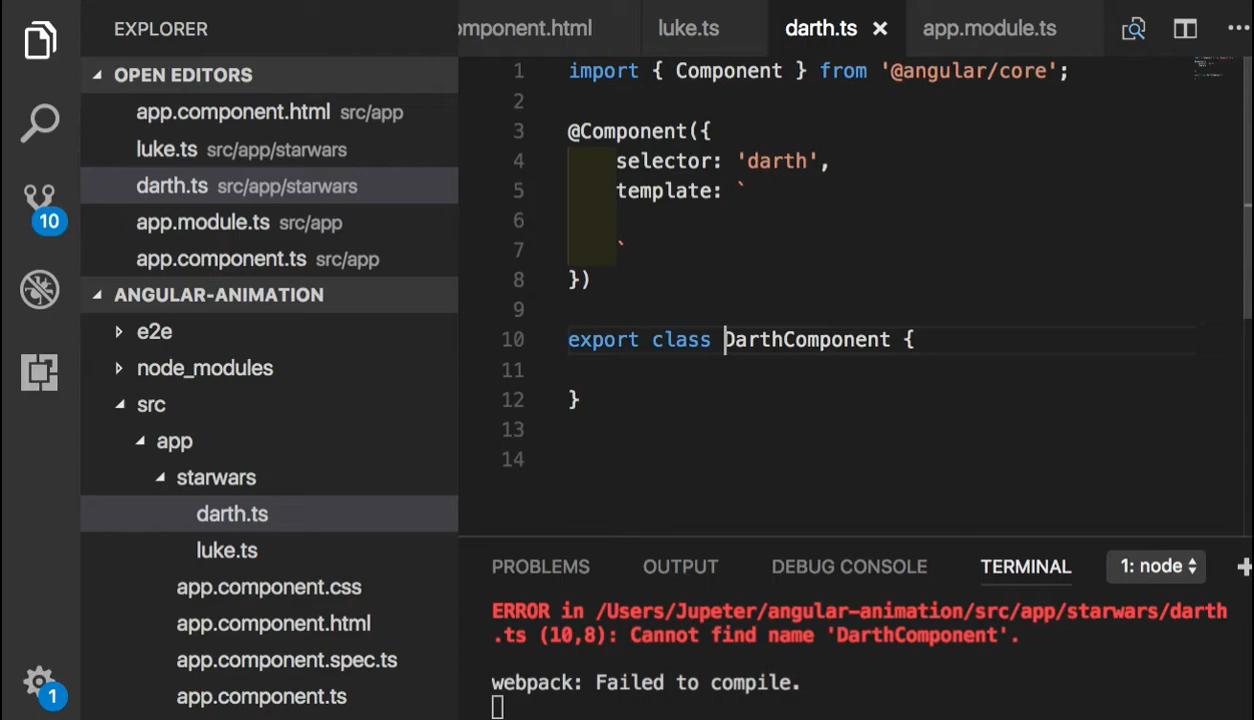 EXPLORER
OPEN EDITORS
app.component.html src/app
luke.ts src/app/starwars
darth.ts src/app/starwars
app.module.ts src/app
app.component.ts src/app
ANGULAR-ANIMATION
e2e
node_modules
src
app
starwars
darth.ts
luke.ts
app.component.css
app.component.html
app.component.spec.ts
app.component.ts
10
1
omponent.html luke.ts darth.ts × app.module.ts
1 import { Component } from '@angular/core';
2
3 @Component({
4 selector: 'darth',
5 template: `
6
7 `
8 })
9
10 export class DarthComponent {
11
12 }
13
14
PROBLEMS OUTPUT DEBUG CONSOLE TERMINAL 1: node
ERROR in /Users/Jupeter/angular-animation/src/app/starwars/darth
.ts (10,8): Cannot find name 'DarthComponent'.
webpack: Failed to compile.